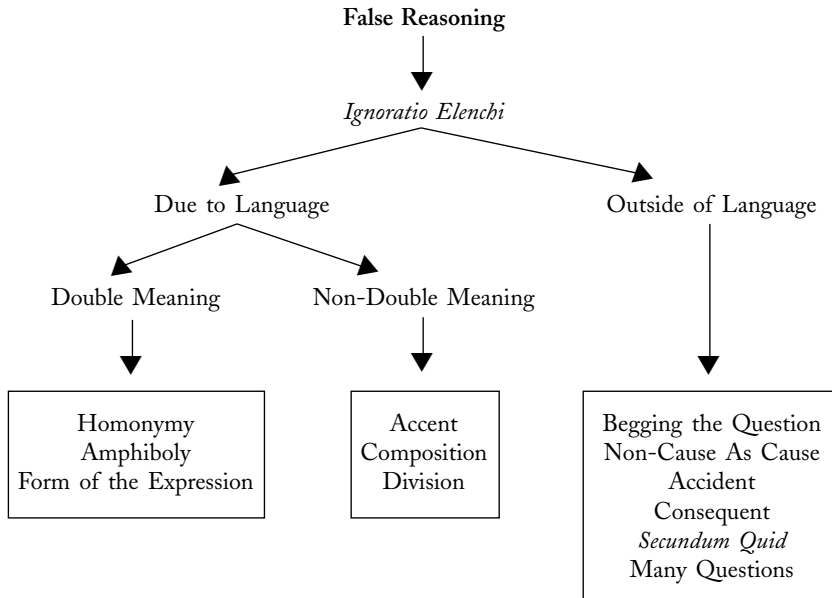 False Reasoning
Ignoratio Elenchi
Due to Language
Outside of Language
Double Meaning
Non-Double Meaning
Homonymy
Amphiboly
Form of the Expression
Accent
Composition
Division
Begging the Question
Non-Cause As Cause
Accident
Consequent
Secundum Quid
Many Questions